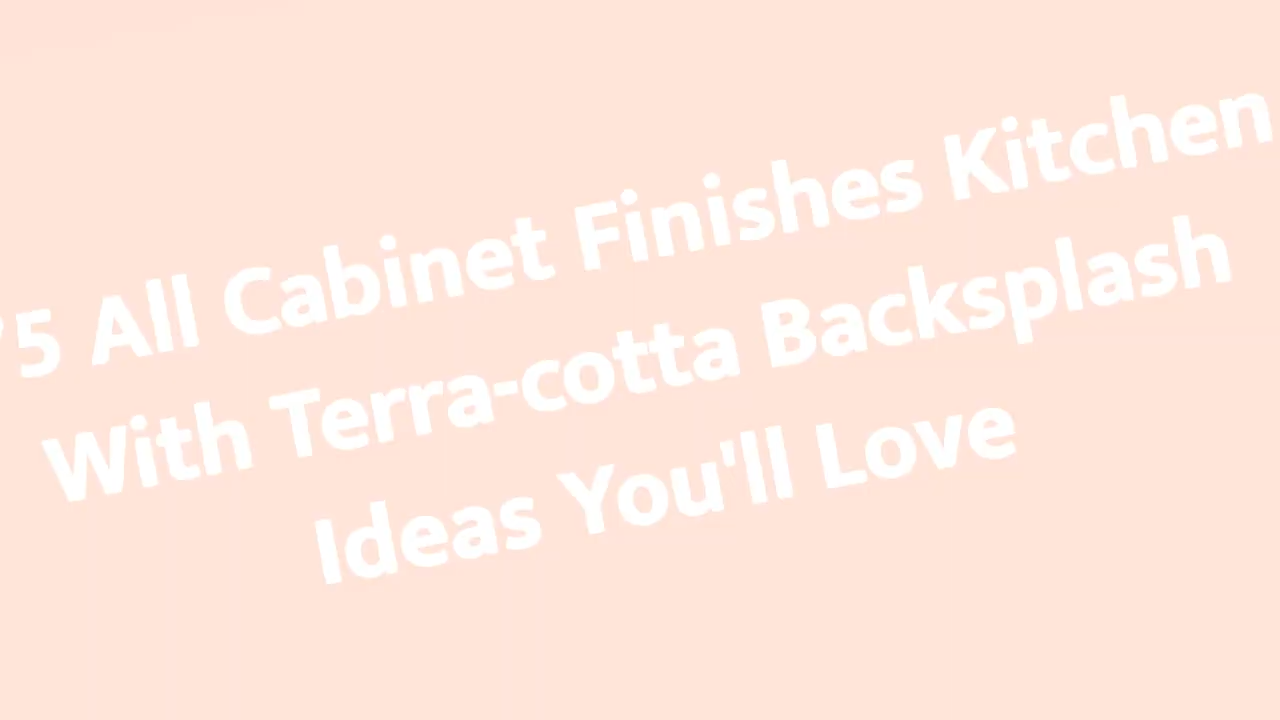 5 All Cabinet Finishes Kitchen
With Terra-cotta Backsplash
Ideas You'll Love